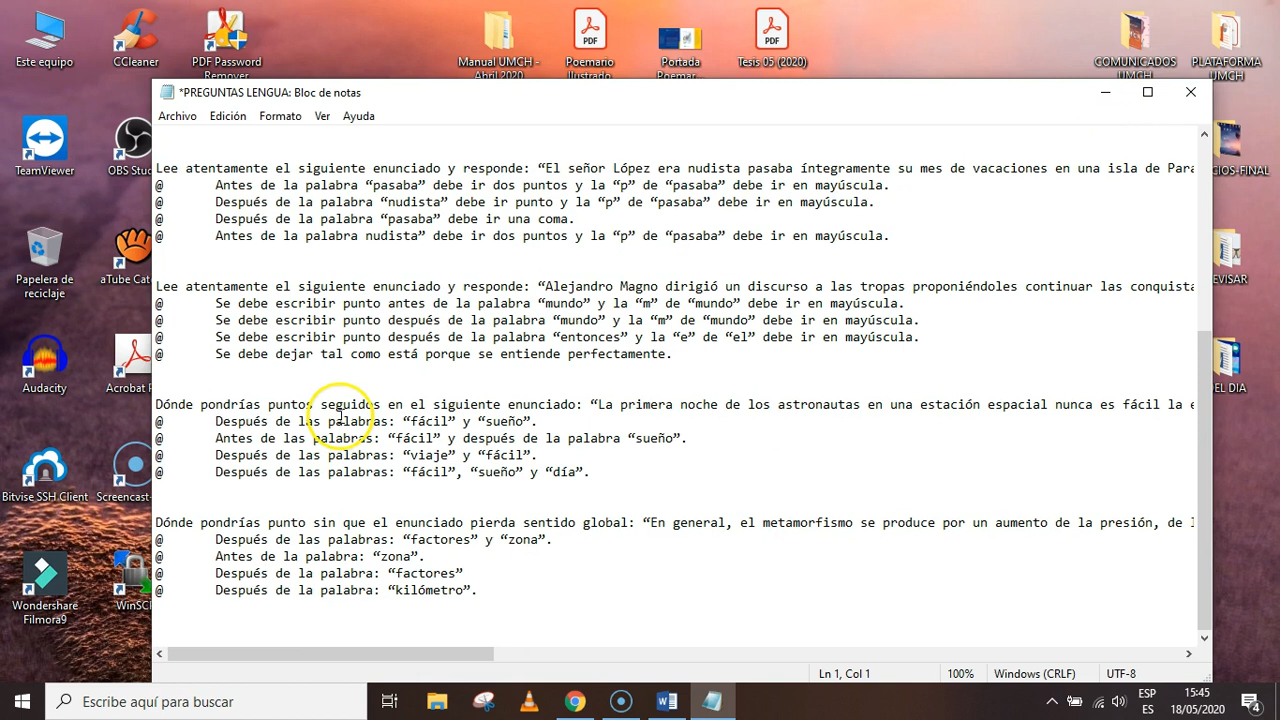 Este equipo
CCleaner
PDF Password
Remover
Manual UMCH -
Abril 2020
PDF
Poemario
Ilustrado
Portada
Poemar...
PDF
Tesis 05 (2020)
COMUNICADOS
UMCH
PLATAFORMA
UMCH
*PREGUNTAS LENGUA: Bloc de notas
Archivo Edición Formato Ver Ayuda
Lee atentamente el siguiente enunciado y responde: “El señor López era nudista pasaba íntegramente su mes de vacaciones en una isla de Para
@ Antes de la palabra “pasaba” debe ir dos puntos y la “p” de “pasaba” debe ir en mayúscula.
@ Después de la palabra “nudista” debe ir punto y la “p” de “pasaba” debe ir en mayúscula.
@ Después de la palabra “pasaba” debe ir una coma.
@ Antes de la palabra nudista” debe ir dos puntos y la “p” de “pasaba” debe ir en mayúscula.
Lee atentamente el siguiente enunciado y responde: “Alejandro Magno dirigió un discurso a las tropas proponiéndoles continuar las conquista
@ Se debe escribir punto antes de la palabra “mundo” y la “m” de “mundo” debe ir en mayúscula.
@ Se debe escribir punto después de la palabra “mundo” y la “m” de “mundo” debe ir en mayúscula.
@ Se debe escribir punto después de la palabra “entonces” y la “e” de “el” debe ir en mayúscula.
@ Se debe dejar tal como está porque se entiende perfectamente.
Dónde pondrías puntos seguidos en el siguiente enunciado: “La primera noche de los astronautas en una estación espacial nunca es fácil la e
@ Después de las palabras: “fácil” y “sueño”.
@ Antes de las palabras: “fácil” y después de la palabra “sueño”.
@ Después de las palabras: “viaje” y “fácil”.
@ Después de las palabras: “fácil”, “sueño” y “día”.
Dónde pondrías punto sin que el enunciado pierda sentido global: “En general, el metamorfismo se produce por un aumento de la presión, de l
@ Después de las palabras: “factores” y “zona”.
@ Antes de la palabra: “zona”.
@ Después de la palabra: “factores”
@ Después de la palabra: “kilómetro”.
Ln 1, Col 1 100% Windows (CRLF) UTF-8
TeamViewer
OBS Stud
Papelera de
reciclaje
aTube Cat
Audacity
Acrobat
Bitvise SSH Client
Screencast-
Wondershare
Filmora9
WinSC
GIOS-FINAL
EVISAR
DEL DIA
Escribe aquí para buscar
ESP
ES
15:45
18/05/2020
4